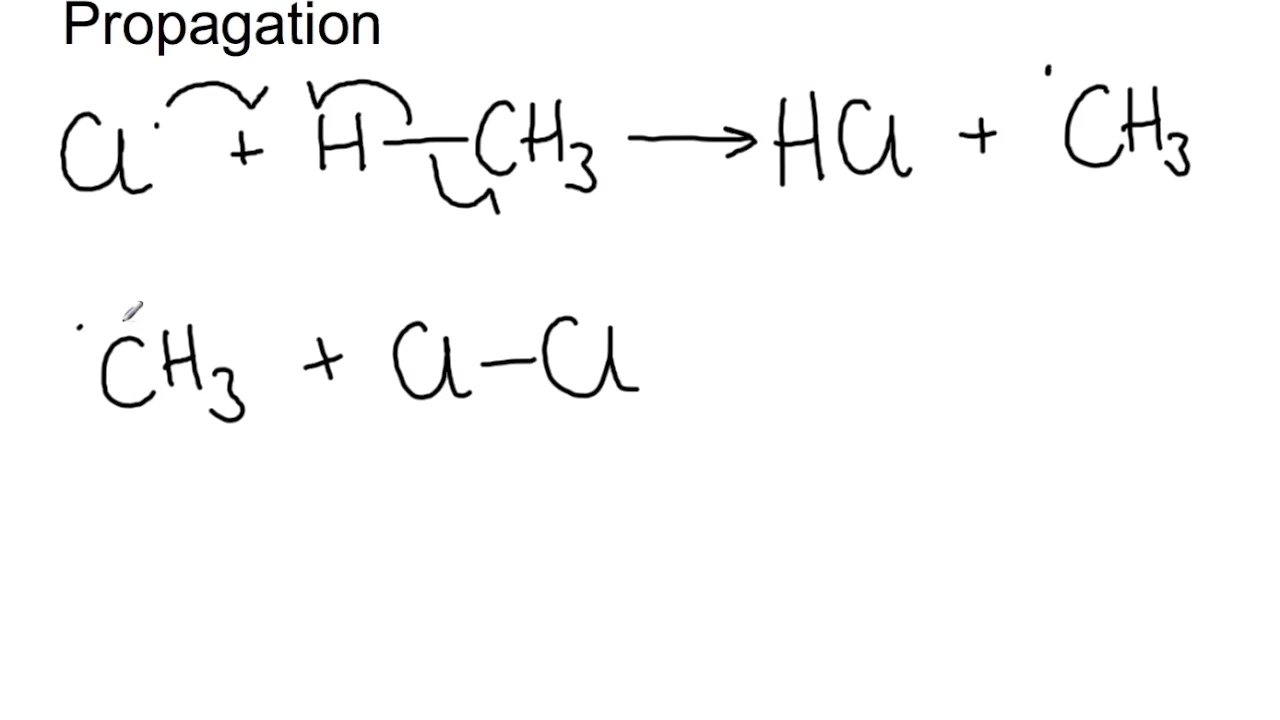 Propagation
Cl· + H—CH₃ ⟶ HCl + ·CH₃
·CH₃ + Cl—Cl